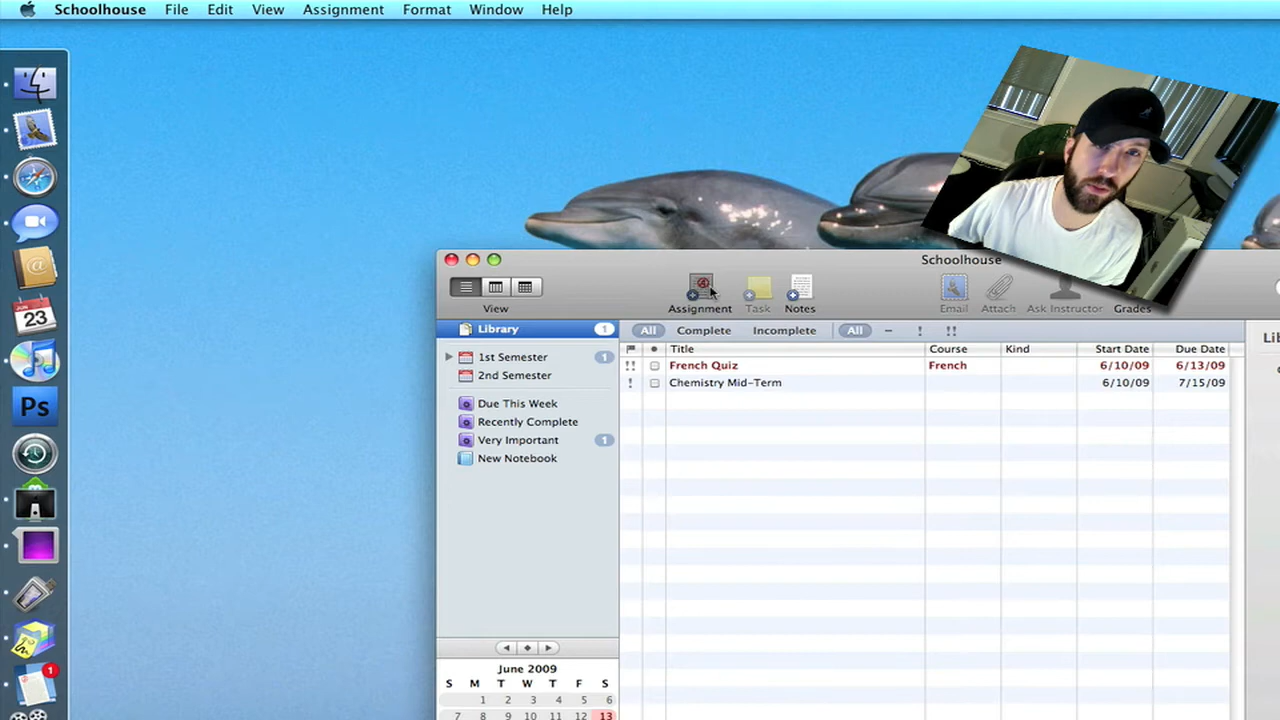 Schoolhouse File Edit View Assignment Format Window Help
Schoolhouse
View Assignment Task Notes Email Attach Ask Instructor Grades
Library 1
All Complete Incomplete All – ! !!
Title Course Kind Start Date Due Date
1st Semester 1
!! French Quiz French 6/10/09 6/13/09
2nd Semester
! Chemistry Mid-Term 6/10/09 7/15/09
Due This Week
Recently Complete
Very Important 1
New Notebook
@
23
Ps
1
June 2009
S M T W T F S
1 2 3 4 5 6
7 8 9 10 11 12 13